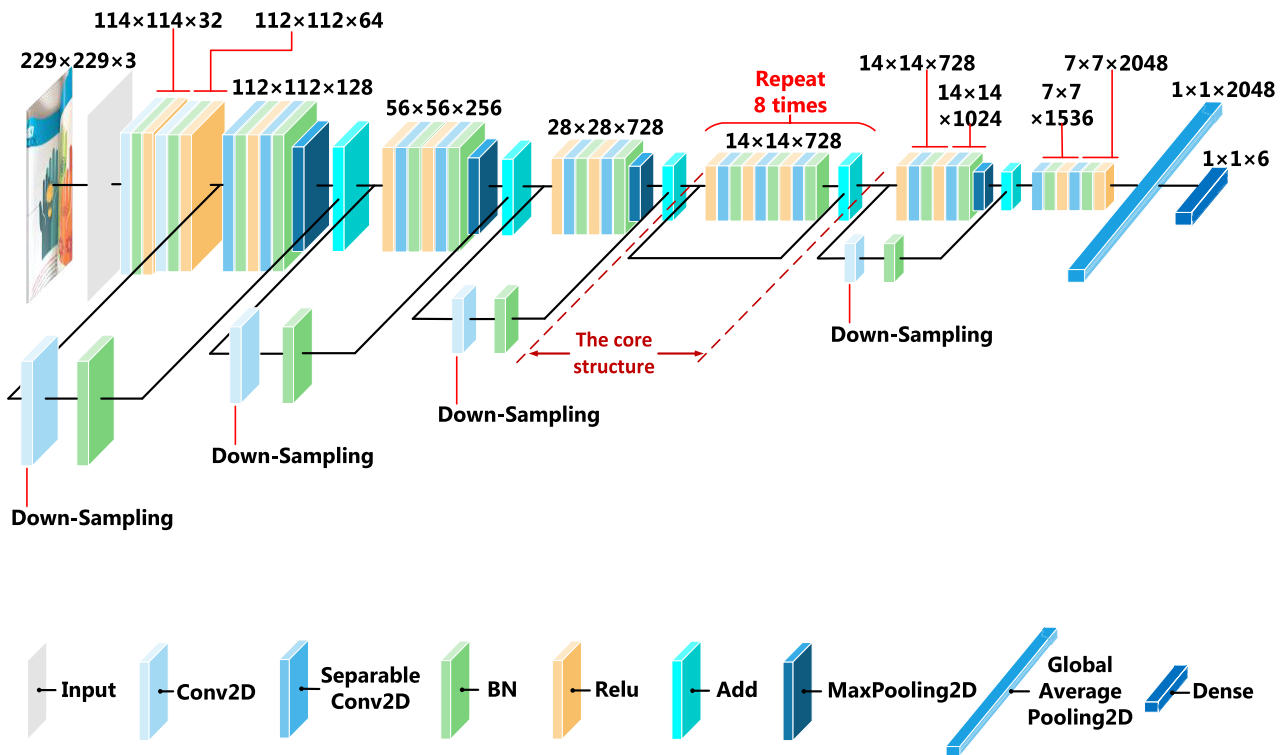 114×114×32
112×112×64
229×229×3
112×112×128
56×56×256
28×28×728
Repeat
8 times
14×14×728
14×14×728
14×14
×1024
7×7×2048
7×7
×1536
1×1×2048
1×1×6
Down-Sampling
The core
structure
Down-Sampling
Down-Sampling
Down-Sampling
Input
Conv2D
Separable
Conv2D
BN
Relu
Add
MaxPooling2D
Global
Average
Pooling2D
Dense